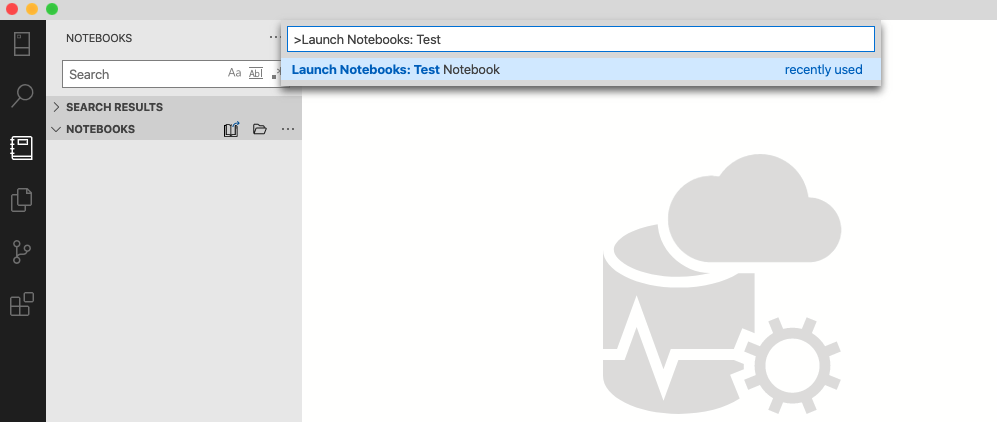 NOTEBOOKS
>Launch Notebooks: Test
Search Aa Abl
Launch Notebooks: Test Notebook recently used
SEARCH RESULTS
NOTEBOOKS